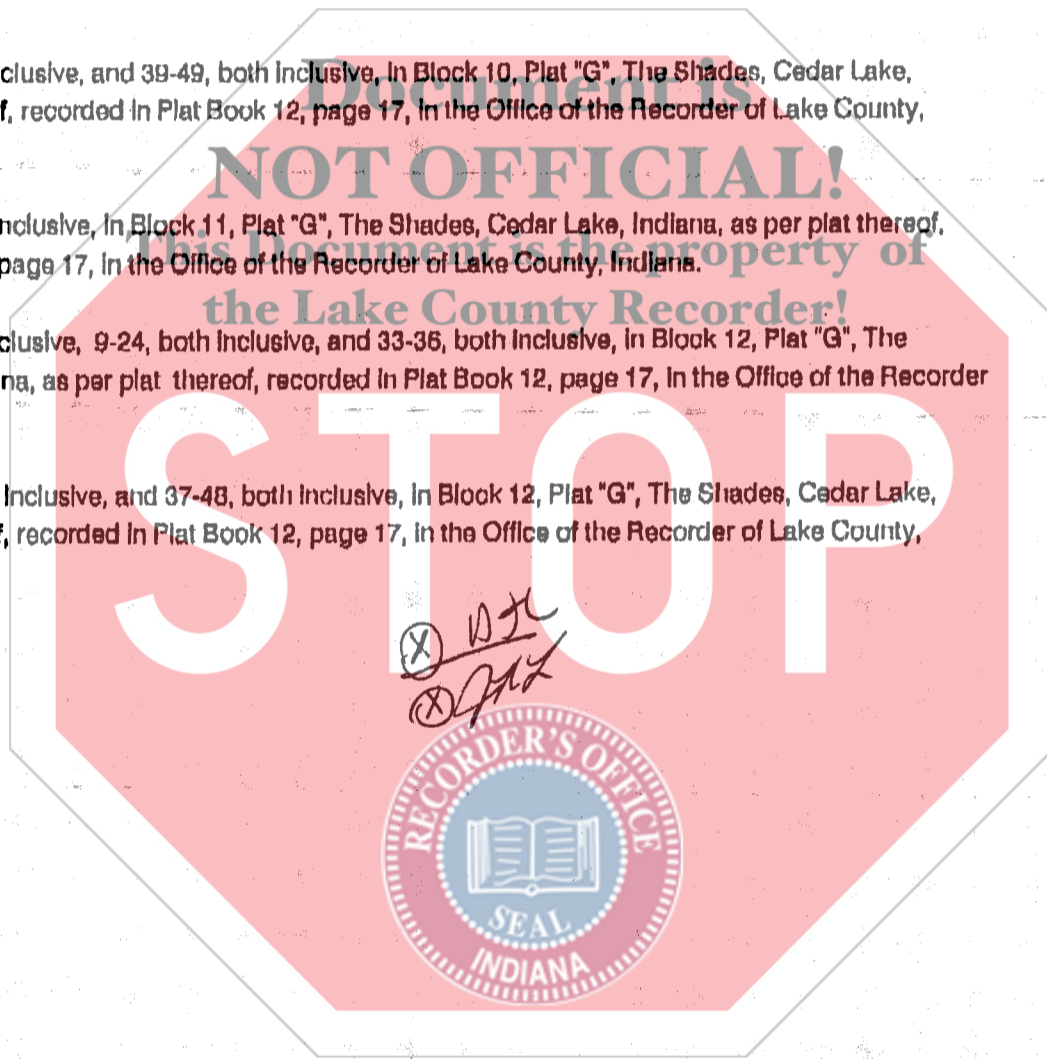 clusive, and 39-49, both inclusive, in Block 10, Plat "G", The Shades, Cedar Lake,
f, recorded in Plat Book 12, page 17, in the Office of the Recorder of Lake County,
Document is
NOT OFFICIAL!
nclusive, in Block 11, Plat "G", The Shades, Cedar Lake, Indiana, as per plat thereof,
This Document is the property of
page 17, in the Office of the Recorder of Lake County, Indiana.
the Lake County Recorder!
clusive, 9-24, both inclusive, and 33-36, both inclusive, in Block 12, Plat "G", The
na, as per plat thereof, recorded in Plat Book 12, page 17, in the Office of the Recorder
STOP
inclusive, and 37-48, both inclusive, in Block 12, Plat "G", The Shades, Cedar Lake,
f, recorded in Plat Book 12, page 17, in the Office of the Recorder of Lake County,
X
X
RECORDER'S OFFICE
SEAL
INDIANA